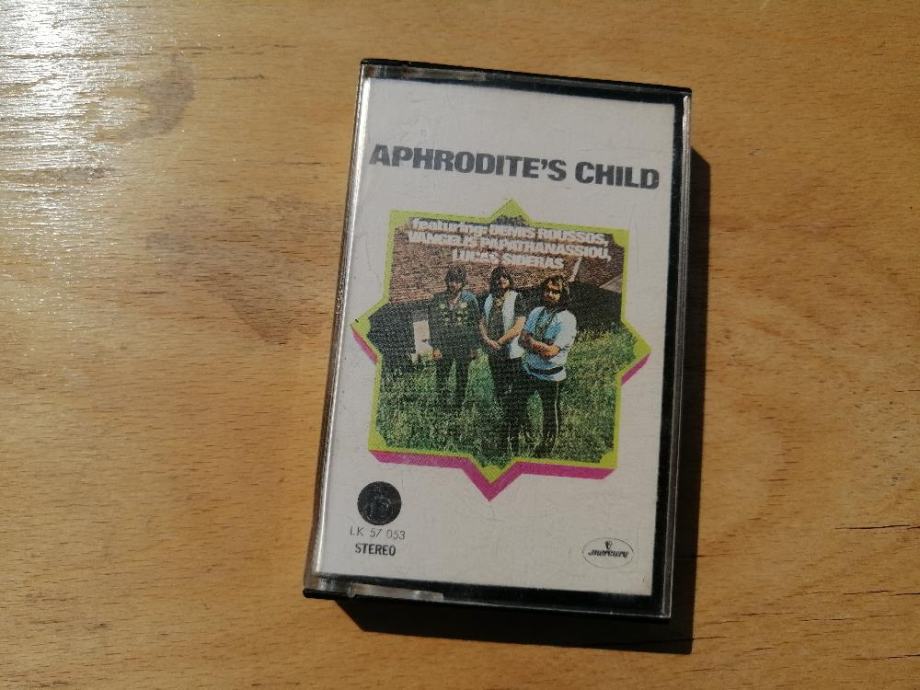 APHRODITE'S CHILD
featuring: DEMIS ROUSSOS,
VANGELIS PAPATHANASSIOU,
LUCAS SIDERAS
LK 57 053
STEREO
mercury